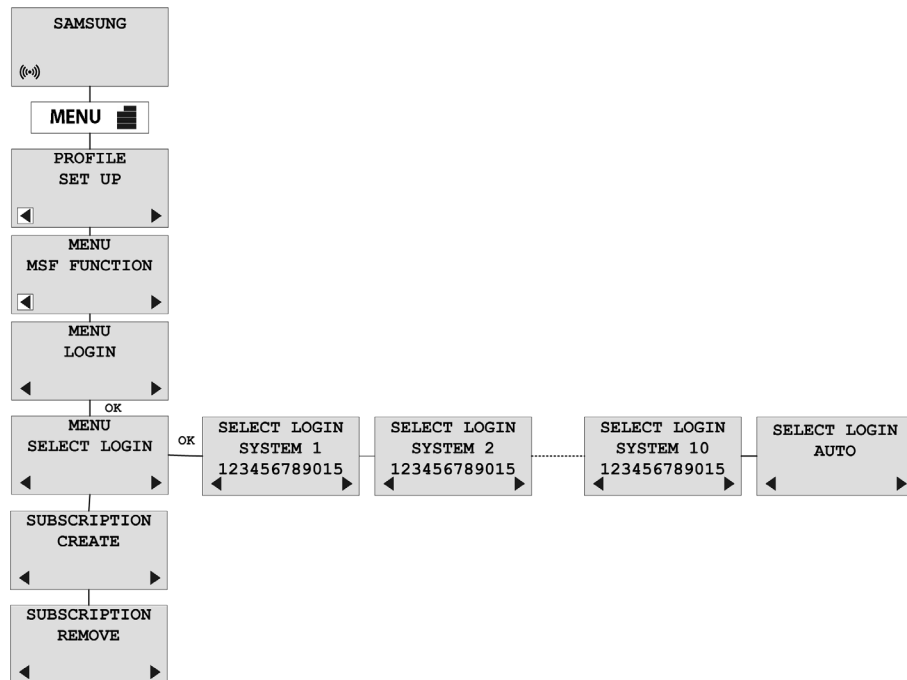 SAMSUNG
MENU
PROFILE
SET UP
MENU
MSF FUNCTION
MENU
LOGIN
OK
MENU
SELECT LOGIN
OK
SELECT LOGIN
SYSTEM 1
123456789015
SELECT LOGIN
SYSTEM 2
123456789015
SELECT LOGIN
SYSTEM 10
123456789015
SELECT LOGIN
AUTO
SUBSCRIPTION
CREATE
SUBSCRIPTION
REMOVE